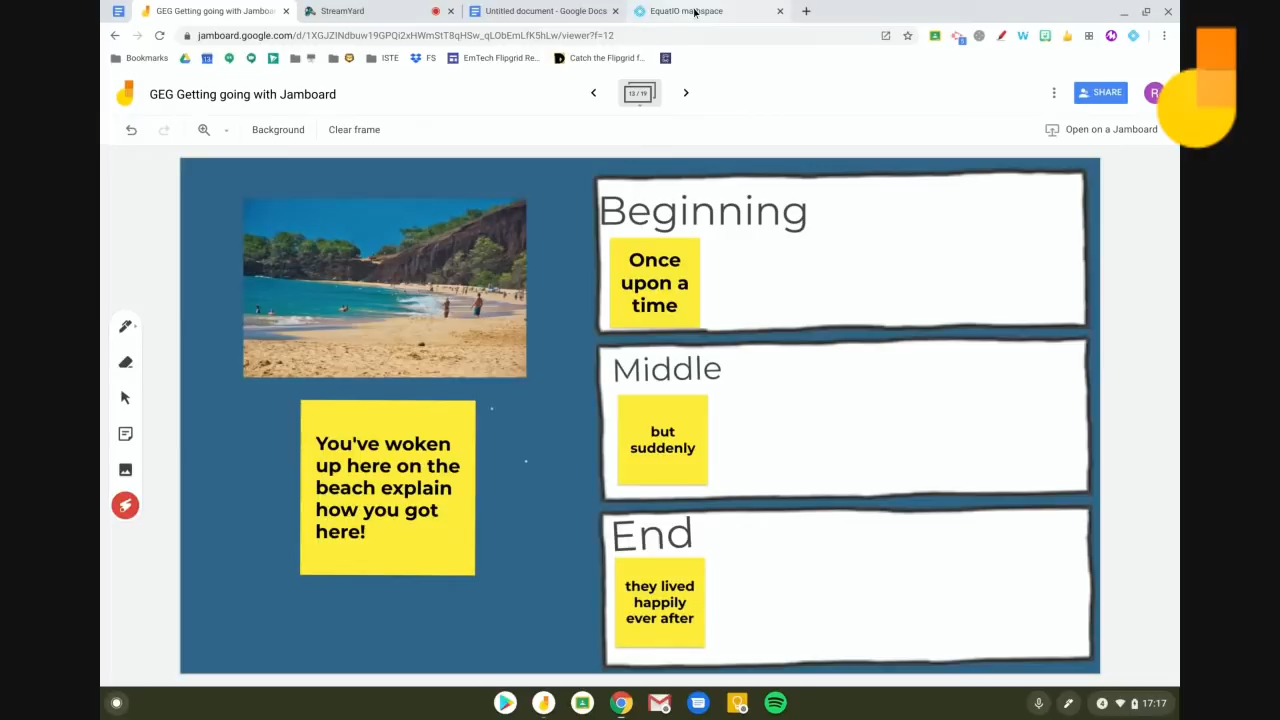 GEG Getting going with Jamboa
StreamYard
Untitled document - Google Docs
EquatIO mathspace
jamboard.google.com/d/1XGJZINdbuw19GPQi2xHWmStT8qHSw_qLObEmLfK5hLw/viewer?f=12
Bookmarks
ISTE
FS
EmTech Flipgrid Re...
Catch the Flipgrid f...
GEG Getting going with Jamboard
13 / 19
SHARE
R
Background
Clear frame
Open on a Jamboard
Beginning
Once
upon a
time
Middle
but
suddenly
You've woken
up here on the
beach explain
how you got
here!
End
they lived
happily
ever after
4
17:17